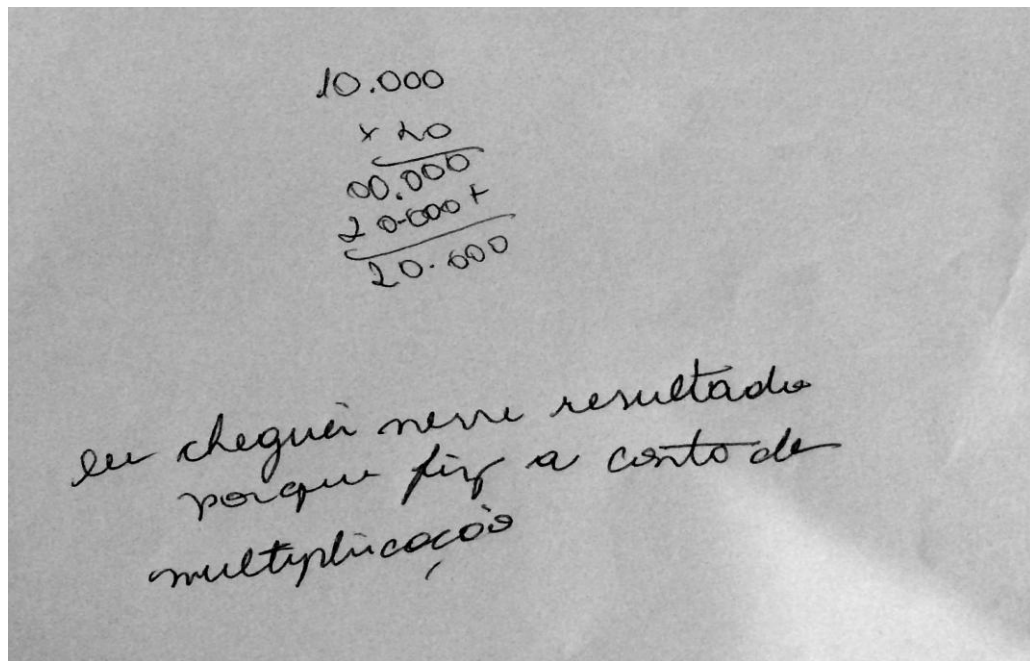 10.000
x 20
00.000
20.000+
20.000
eu cheguei nesse resultado
porque fiz a conta de
multiplicação